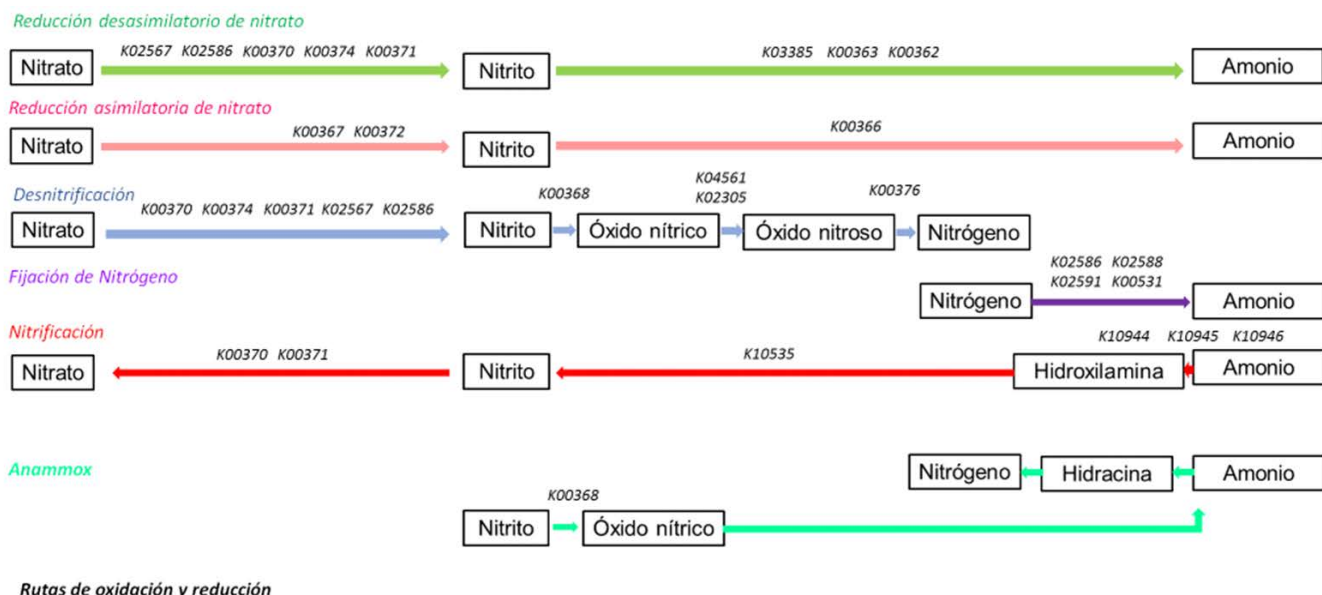 Reducción desasimilatorio de nitrato
K02567 K02586 K00370 K00374 K00371
K03385 K00363 K00362
Nitrato
Nitrito
Amonio
Reducción asimilatoria de nitrato
K00367 K00372
K00366
Nitrato
Nitrito
Amonio
Desnitrificación
K00370 K00374 K00371 K02567 K02586
K00368
K04561
K02305
K00376
Nitrato
Nitrito
Óxido nítrico
Óxido nitroso
Nitrógeno
Fijación de Nitrógeno
K02586 K02588
K02591 K00531
Nitrógeno
Amonio
Nitrificación
K00370 K00371
K10535
K10944 K10945 K10946
Nitrato
Nitrito
Hidroxilamina
Amonio
Anammox
Nitrógeno
Hidracina
Amonio
K00368
Nitrito
Óxido nítrico
Rutas de oxidación y reducción